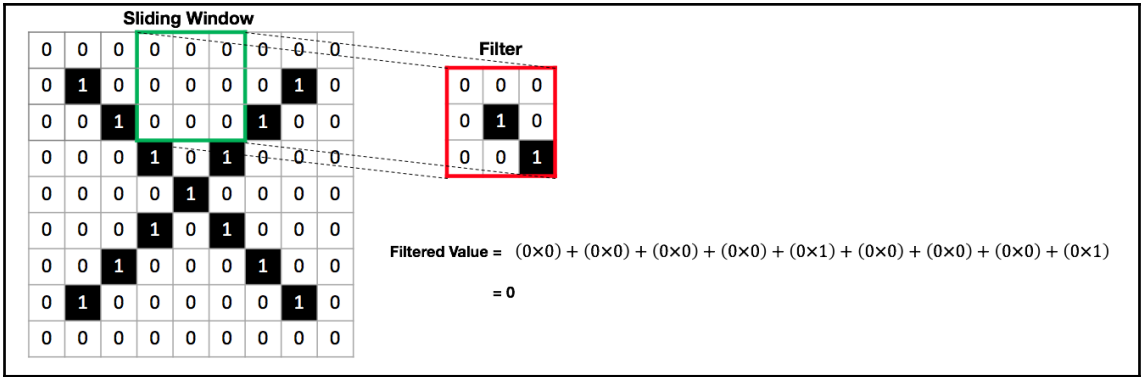 Sliding Window
0 0 0 0 0 0 0 0 0
0 1 0 0 0 0 0 1 0
0 0 1 0 0 0 1 0 0
0 0 0 1 0 1 0 0 0
0 0 0 0 1 0 0 0 0
0 0 0 1 0 1 0 0 0
0 0 1 0 0 0 1 0 0
0 1 0 0 0 0 0 1 0
0 0 0 0 0 0 0 0 0
Filter
0 0 0
0 1 0
0 0 1
Filtered Value = (0×0) + (0×0) + (0×0) + (0×0) + (0×1) + (0×0) + (0×0) + (0×0) + (0×1)
= 0